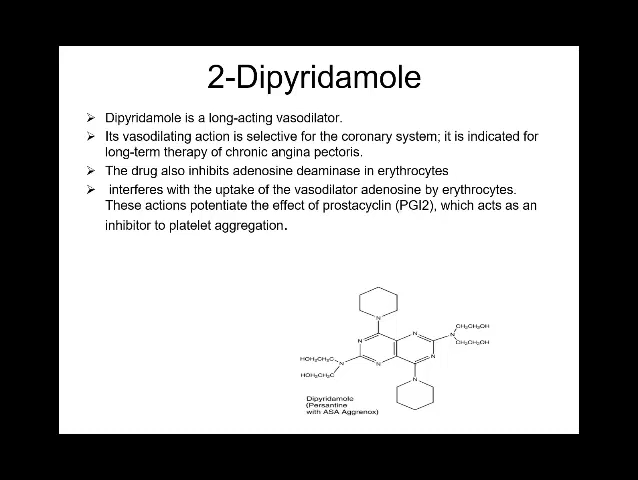 2-Dipyridamole
➢ Dipyridamole is a long-acting vasodilator.
➢ Its vasodilating action is selective for the coronary system; it is indicated for
long-term therapy of chronic angina pectoris.
➢ The drug also inhibits adenosine deaminase in erythrocytes
➢ interferes with the uptake of the vasodilator adenosine by erythrocytes.
These actions potentiate the effect of prostacyclin (PGI2), which acts as an
inhibitor to platelet aggregation.
N
N N CH₂CH₂OH
N
CH₂CH₂OH
HOH₂CH₂C
N N N
HOH₂CH₂C
N
Dipyridamole
(Persantine
with ASA Aggrenox)